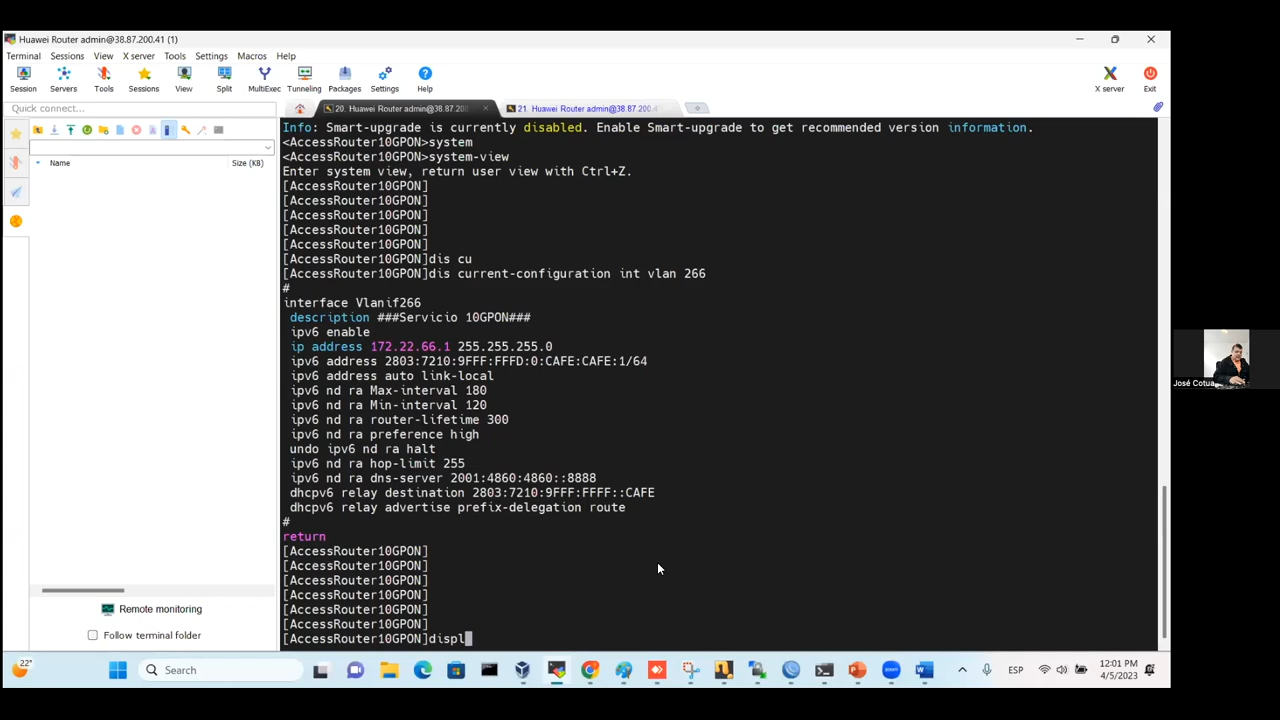 Huawei Router admin@38.87.200.41 (1)
Terminal Sessions View X server Tools Settings Macros Help
Session Servers Tools Sessions View Split MultiExec Tunneling Packages Settings Help X server Exit
Quick connect...
20. Huawei Router admin@38.87.200
21. Huawei Router admin@38.87.200.4
Name Size (KB)
Info: Smart-upgrade is currently disabled. Enable Smart-upgrade to get recommended version information.
<AccessRouter10GPON>system
<AccessRouter10GPON>system-view
Enter system view, return user view with Ctrl+Z.
[AccessRouter10GPON]
[AccessRouter10GPON]
[AccessRouter10GPON]
[AccessRouter10GPON]
[AccessRouter10GPON]
[AccessRouter10GPON]dis cu
[AccessRouter10GPON]dis current-configuration int vlan 266
#
interface Vlanif266
description ###Servicio 10GPON###
ipv6 enable
ip address 172.22.66.1 255.255.255.0
ipv6 address 2803:7210:9FFF:FFFD:0:CAFE:CAFE:1/64
ipv6 address auto link-local
ipv6 nd ra Max-interval 180
ipv6 nd ra Min-interval 120
ipv6 nd ra router-lifetime 300
ipv6 nd ra preference high
undo ipv6 nd ra halt
ipv6 nd ra hop-limit 255
ipv6 nd ra dns-server 2001:4860:4860::8888
dhcpv6 relay destination 2803:7210:9FFF:FFFF::CAFE
dhcpv6 relay advertise prefix-delegation route
#
return
[AccessRouter10GPON]
[AccessRouter10GPON]
[AccessRouter10GPON]
[AccessRouter10GPON]
[AccessRouter10GPON]
[AccessRouter10GPON]
[AccessRouter10GPON]displ
Remote monitoring
Follow terminal folder
José Cotua
22°
Search
ESP
12:01 PM
4/5/2023